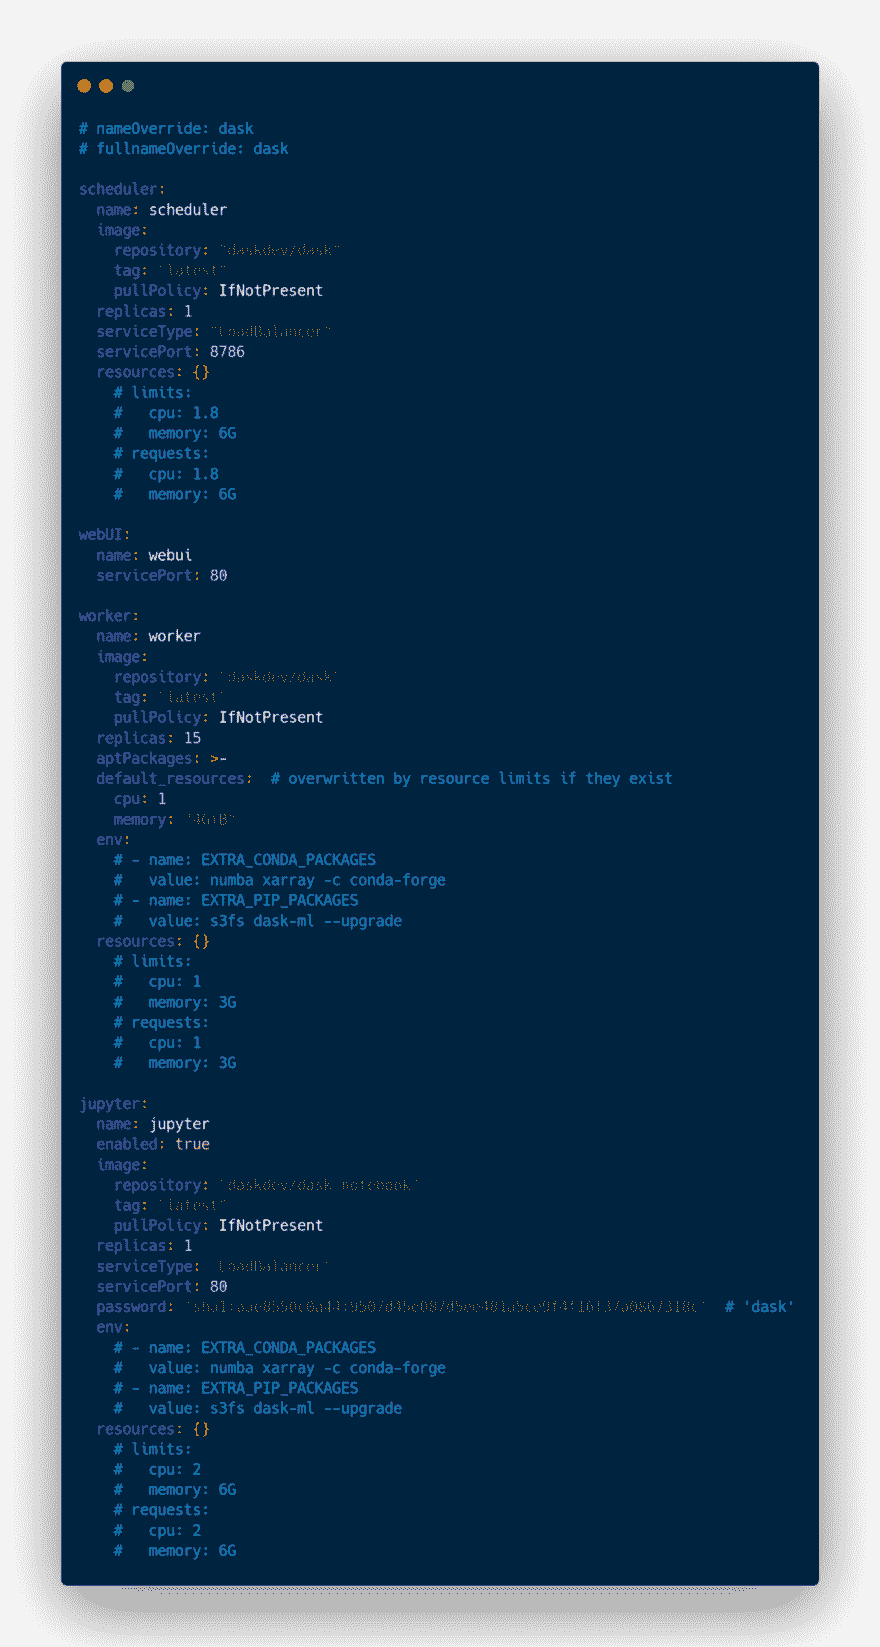 # nameOverride: dask
# fullnameOverride: dask
scheduler:
  name: scheduler
  image:
    repository: "daskdev/dask"
    tag: "latest"
    pullPolicy: IfNotPresent
  replicas: 1
  serviceType: "LoadBalancer"
  servicePort: 8786
  resources: {}
    # limits:
    #   cpu: 1.8
    #   memory: 6G
    # requests:
    #   cpu: 1.8
    #   memory: 6G
webUI:
  name: webui
  servicePort: 80
worker:
  name: worker
  image:
    repository: "daskdev/dask"
    tag: "latest"
    pullPolicy: IfNotPresent
  replicas: 15
  aptPackages: >-
  default_resources:  # overwritten by resource limits if they exist
    cpu: 1
    memory: "4GiB"
  env:
    # - name: EXTRA_CONDA_PACKAGES
    #   value: numba xarray -c conda-forge
    # - name: EXTRA_PIP_PACKAGES
    #   value: s3fs dask-ml --upgrade
  resources: {}
    # limits:
    #   cpu: 1
    #   memory: 3G
    # requests:
    #   cpu: 1
    #   memory: 3G
jupyter:
  name: jupyter
  enabled: true
  image:
    repository: "daskdev/dask-notebook"
    tag: "latest"
    pullPolicy: IfNotPresent
  replicas: 1
  serviceType: "LoadBalancer"
  servicePort: 80
  password:  # 'dask'
  env:
    # - name: EXTRA_CONDA_PACKAGES
    #   value: numba xarray -c conda-forge
    # - name: EXTRA_PIP_PACKAGES
    #   value: s3fs dask-ml --upgrade
  resources: {}
    # limits:
    #   cpu: 2
    #   memory: 6G
    # requests:
    #   cpu: 2
    #   memory: 6G